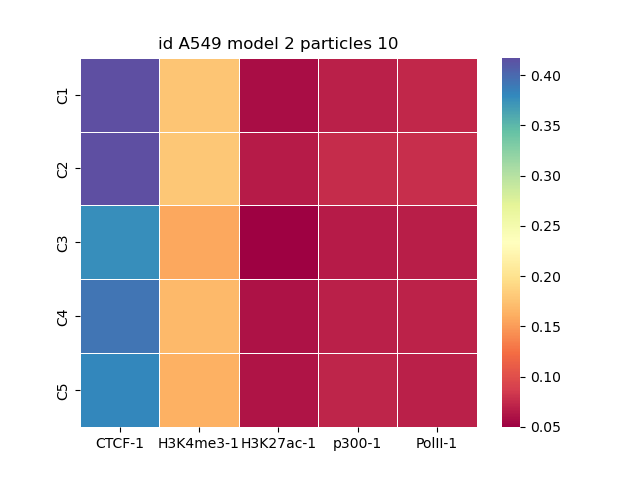 id A549 model 2 particles 10
C1
C2
C3
C4
C5
CTCF-1 H3K4me3-1 H3K27ac-1 p300-1 PolII-1
0.40
0.35
0.30
0.25
0.20
0.15
0.10
0.05